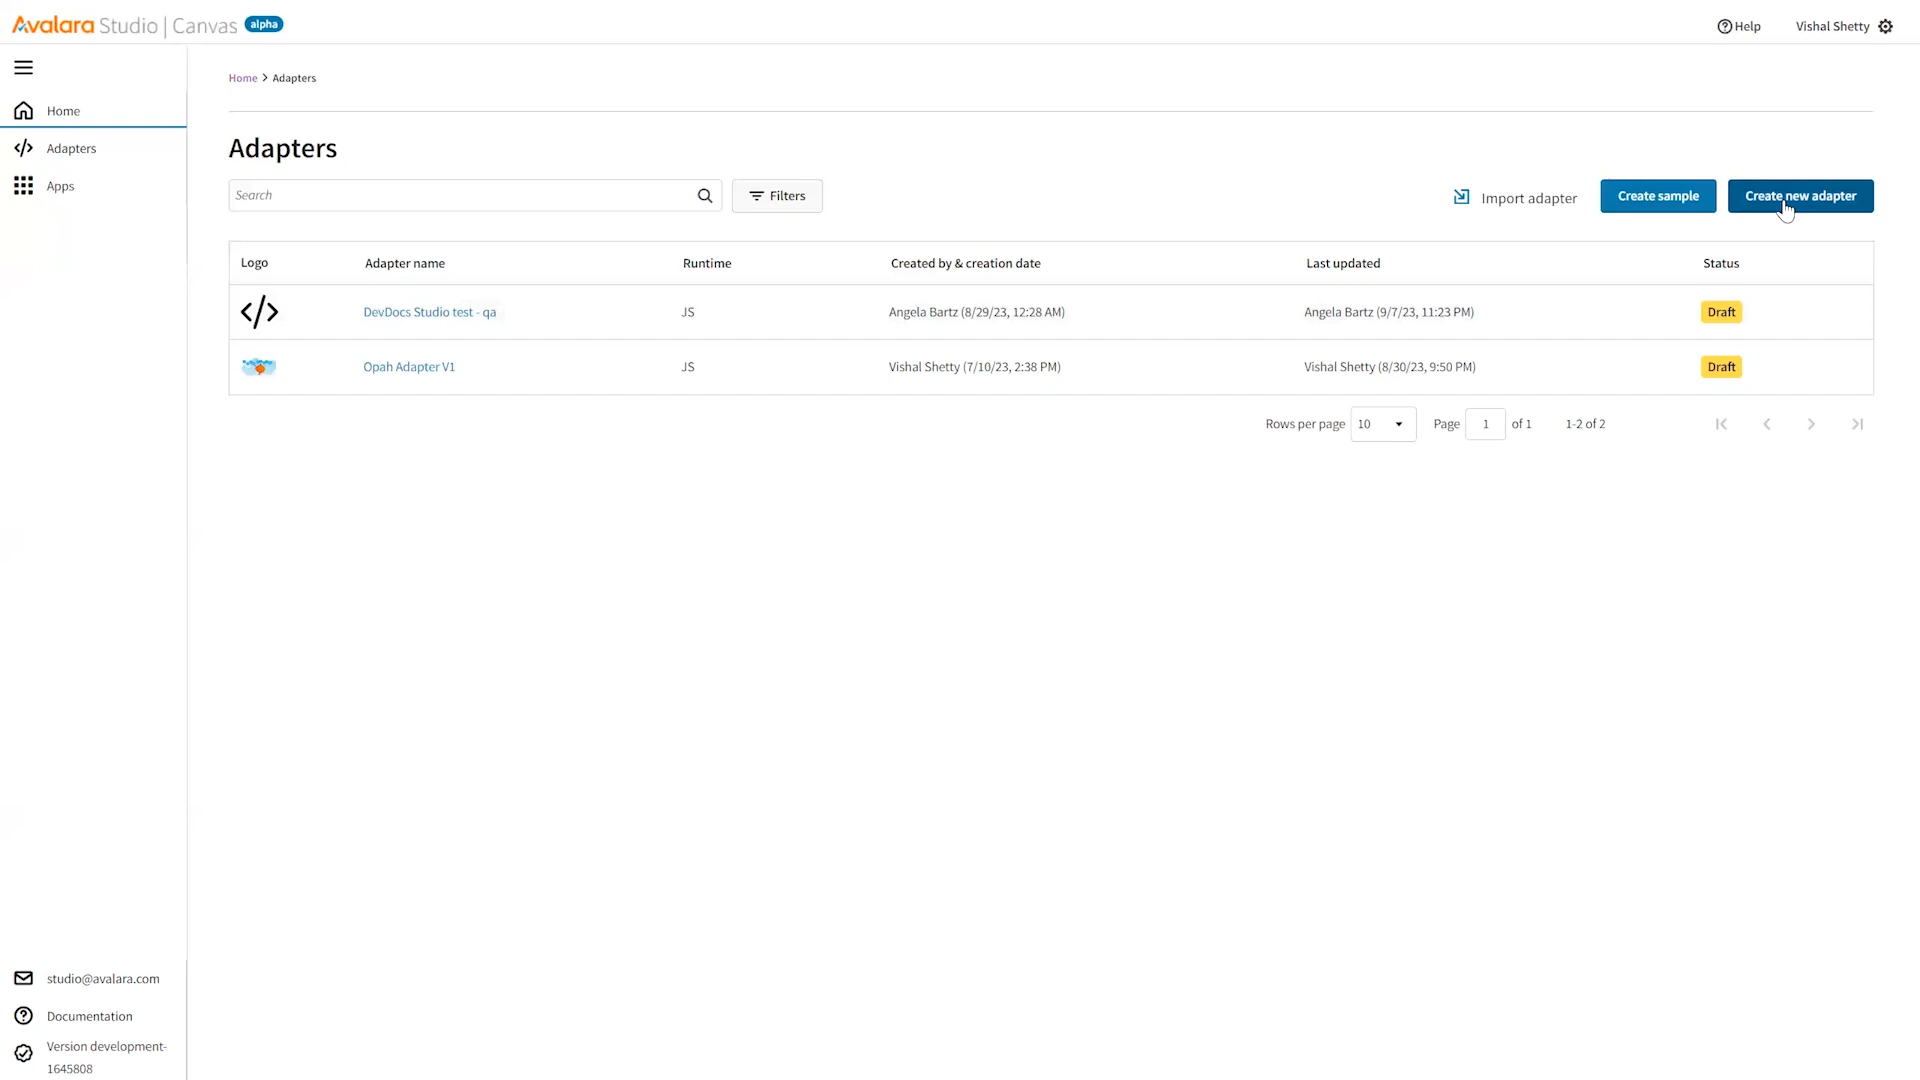 Avalara Studio | Canvas alpha
Help
Vishal Shetty
Home
Adapters
Apps
Home > Adapters
Adapters
Search
Filters
Import adapter
Create sample
Create new adapter
Logo Adapter name Runtime Created by & creation date Last updated Status
DevDocs Studio test - qa JS Angela Bartz (8/29/23, 12:28 AM) Angela Bartz (9/7/23, 11:23 PM) Draft
Opah Adapter V1 JS Vishal Shetty (7/10/23, 2:38 PM) Vishal Shetty (8/30/23, 9:50 PM) Draft
Rows per page 10 Page 1 of 1 1-2 of 2
studio@avalara.com
Documentation
Version development-
1645808